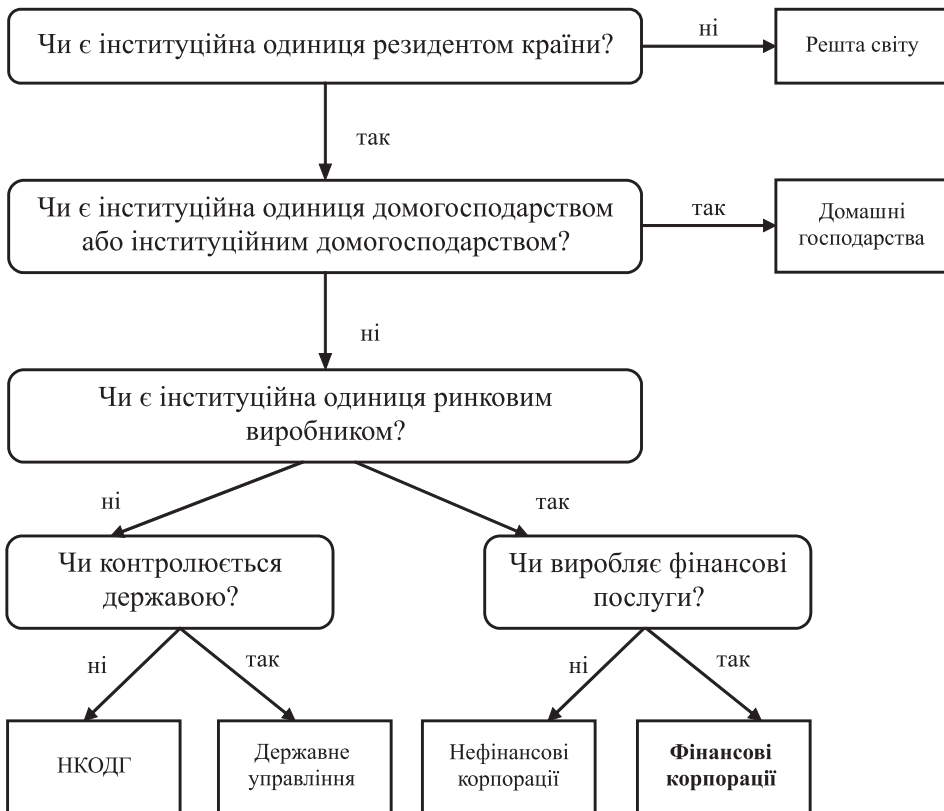 Чи є інституційна одиниця резидентом країни?
ні
Решта світу
так
Чи є інституційна одиниця домогосподарством
або інституційним домогосподарством?
так
Домашні
господарства
ні
Чи є інституційна одиниця ринковим
виробником?
ні
так
Чи контролюється
державою?
Чи виробляє фінансові
послуги?
ні
так
ні
так
НКОДГ
Державне
управління
Нефінансові
корпорації
Фінансові
корпорації